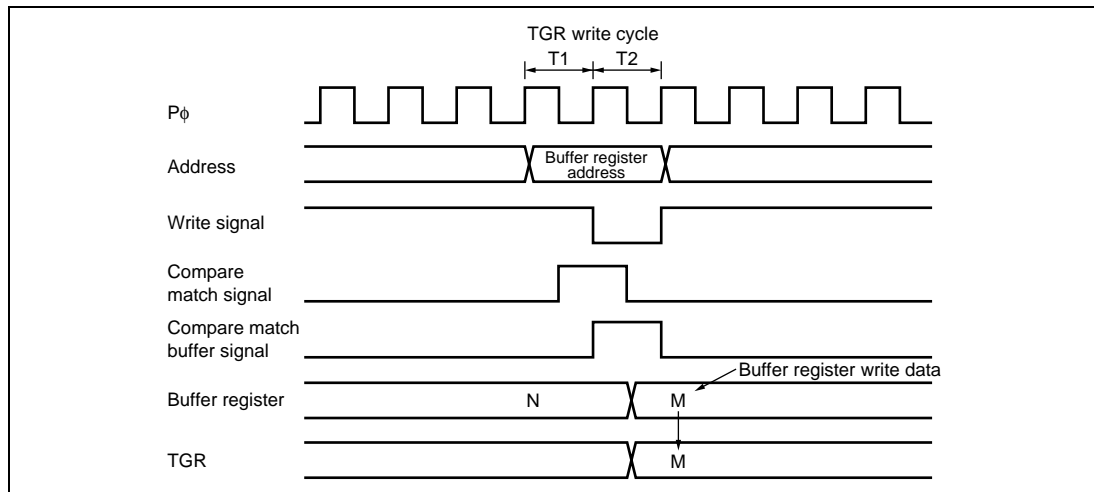 TGR write cycle
T1 T2
Pϕ
Address
Buffer register
address
Write signal
Compare
match signal
Compare match
buffer signal
Buffer register write data
Buffer register
N M
TGR
M